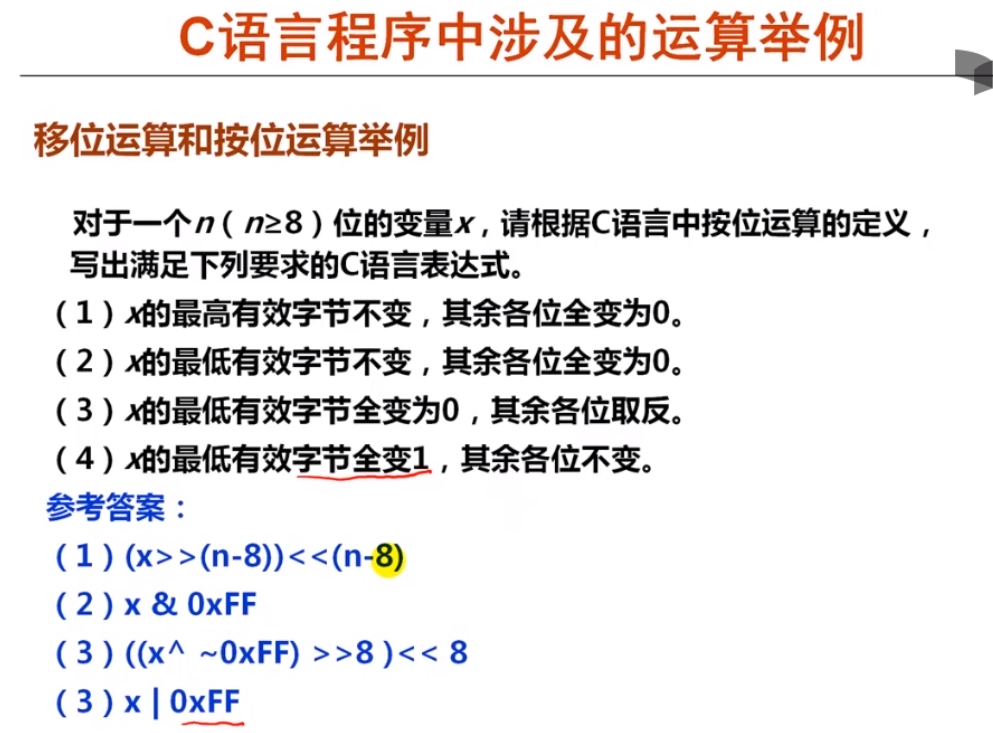 C语言程序中涉及的运算举例
移位运算和按位运算举例
对于一个n（n≥8）位的变量x，请根据C语言中按位运算的定义，
写出满足下列要求的C语言表达式。
（1）x的最高有效字节不变，其余各位全变为0。
（2）x的最低有效字节不变，其余各位全变为0。
（3）x的最低有效字节全变为0，其余各位取反。
（4）x的最低有效字节全变1，其余各位不变。
参考答案：
（1）(x>>(n-8))<<(n-8)
（2）x & 0xFF
（3）((x^ ~0xFF) >>8 )<< 8
（3）x | 0xFF